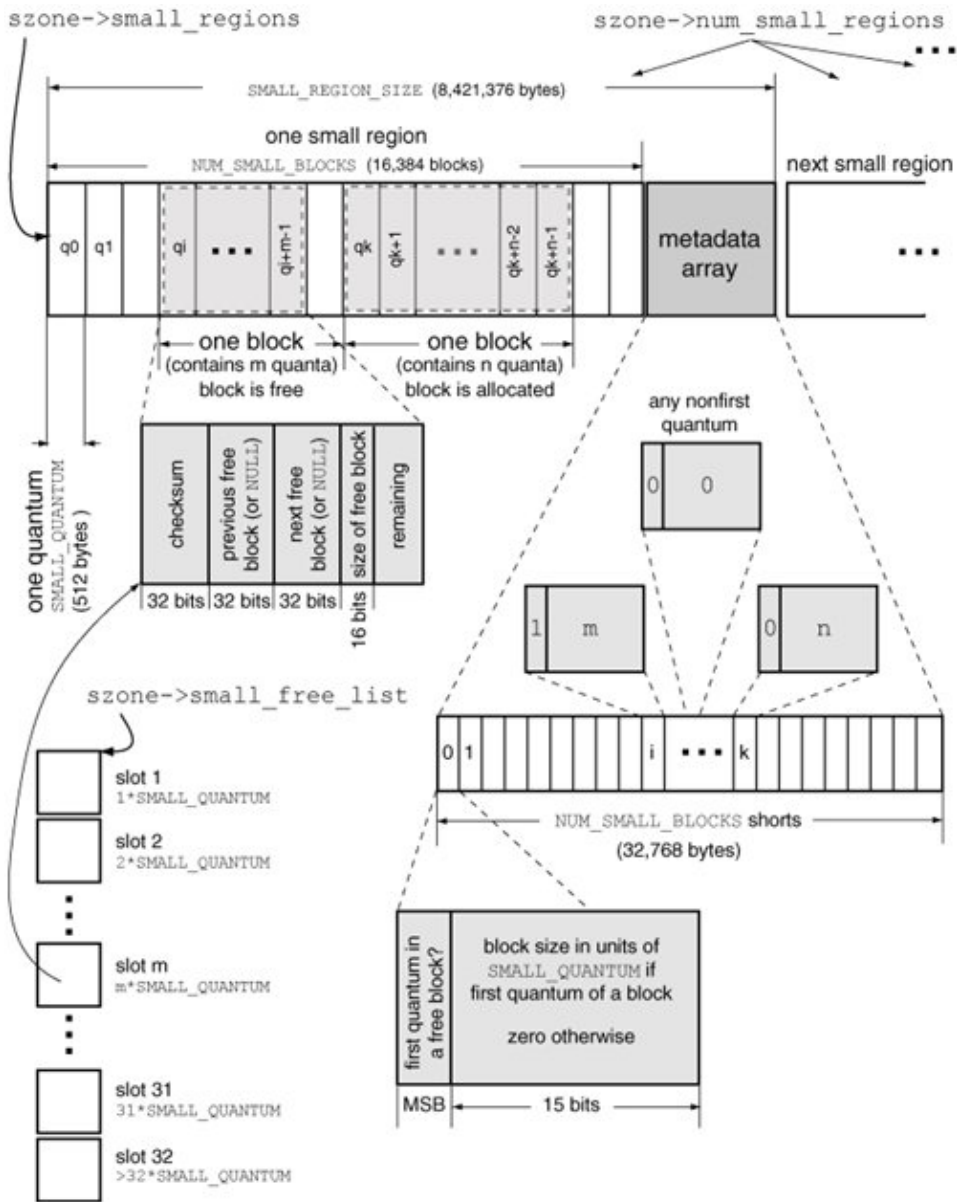 szone->small_regions
szone->num_small_regions
...
SMALL_REGION_SIZE (8,421,376 bytes)
one small region
NUM_SMALL_BLOCKS (16,384 blocks)
next small region
q0
q1
qi
...
qi+m-1
qk
qk+1
...
qk+n-2
qk+n-1
metadata
array
...
one block
(contains m quanta)
block is free
one block
(contains n quanta)
block is allocated
one quantum
SMALL_QUANTUM
(512 bytes)
checksum
previous free
block (or NULL)
next free
block (or NULL)
size of free block
remaining
32 bits
32 bits
32 bits
16 bits
any nonfirst
quantum
0 0
1 m
0 n
szone->small_free_list
slot 1
1*SMALL_QUANTUM
slot 2
2*SMALL_QUANTUM
...
slot m
m*SMALL_QUANTUM
...
slot 31
31*SMALL_QUANTUM
slot 32
>32*SMALL_QUANTUM
0 1 i ... k
NUM_SMALL_BLOCKS shorts
(32,768 bytes)
first quantum in
a free block?
block size in units of
SMALL_QUANTUM if
first quantum of a block
zero otherwise
MSB
15 bits